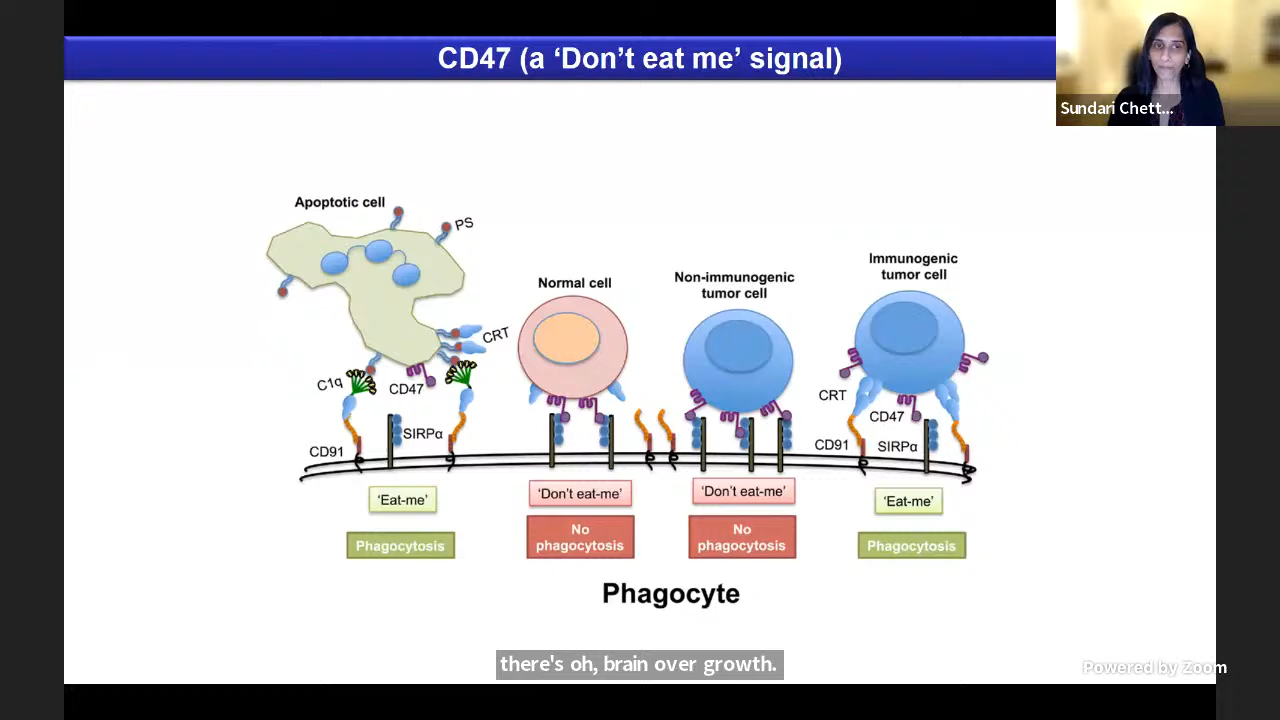 CD47 (a ‘Don’t eat me’ signal)
Sundari Chett...
Apoptotic cell
PS
CRT
C1q
CD47
SIRPα
CD91
Normal cell
Non-immunogenic
tumor cell
Immunogenic
tumor cell
CRT
CD47
CD91
SIRPα
‘Eat-me’
‘Don’t eat-me’
‘Don’t eat-me’
‘Eat-me’
Phagocytosis
No
phagocytosis
No
phagocytosis
Phagocytosis
Phagocyte
there's oh, brain over growth.
Powered by Zoom